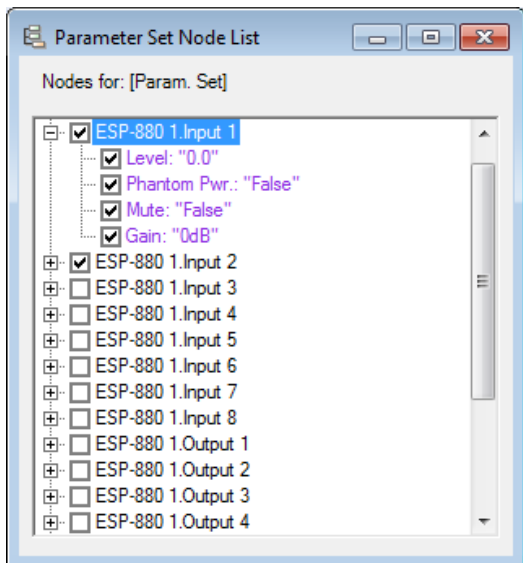 Parameter Set Node List
Nodes for: [Param. Set]
ESP-880 1.Input 1
Level: "0.0"
Phantom Pwr.: "False"
Mute: "False"
Gain: "0dB"
ESP-880 1.Input 2
ESP-880 1.Input 3
ESP-880 1.Input 4
ESP-880 1.Input 5
ESP-880 1.Input 6
ESP-880 1.Input 7
ESP-880 1.Input 8
ESP-880 1.Output 1
ESP-880 1.Output 2
ESP-880 1.Output 3
ESP-880 1.Output 4